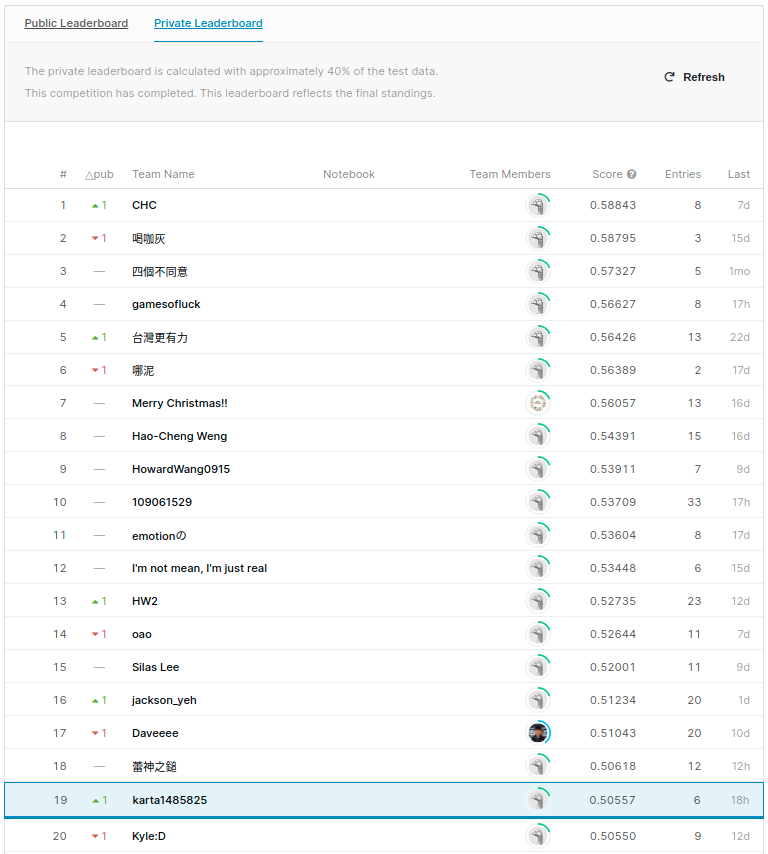 Public Leaderboard Private Leaderboard
The private leaderboard is calculated with approximately 40% of the test data.
This competition has completed. This leaderboard reflects the final standings.
Refresh
# △pub Team Name Notebook Team Members Score Entries Last
1 ▲1 CHC 0.58843 8 7d
2 ▼1 喝咖灰 0.58795 3 15d
3 — 四個不同意 0.57327 5 1mo
4 — gamesofluck 0.56627 8 17h
5 ▲1 台灣更有力 0.56426 13 22d
6 ▼1 哪泥 0.56389 2 17d
7 — Merry Christmas!! 0.56057 13 16d
8 — Hao-Cheng Weng 0.54391 15 16d
9 — HowardWang0915 0.53911 7 9d
10 — 109061529 0.53709 33 17h
11 — emotionの 0.53604 8 17d
12 — I'm not mean, I'm just real 0.53448 6 15d
13 ▲1 HW2 0.52735 23 12d
14 ▼1 oao 0.52644 11 7d
15 — Silas Lee 0.52001 11 9d
16 ▲1 jackson_yeh 0.51234 20 1d
17 ▼1 Daveeee 0.51043 20 10d
18 — 蕾神之鎚 0.50618 12 12h
19 ▲1 karta1485825 0.50557 6 18h
20 ▼1 Kyle:D 0.50550 9 12d